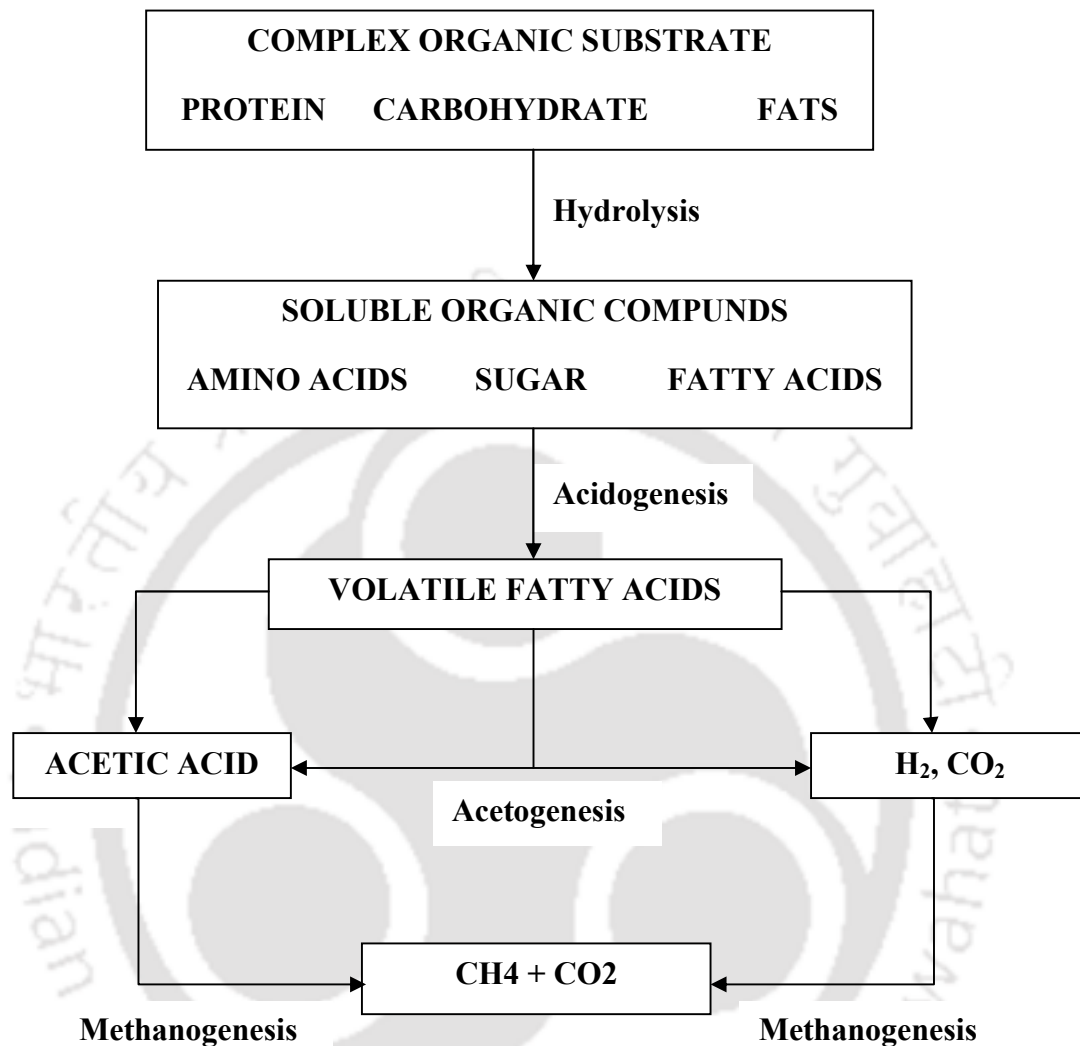 COMPLEX ORGANIC SUBSTRATE
PROTEIN CARBOHYDRATE FATS
Hydrolysis
SOLUBLE ORGANIC COMPUNDS
AMINO ACIDS SUGAR FATTY ACIDS
Acidogenesis
VOLATILE FATTY ACIDS
ACETIC ACID
H₂, CO₂
Acetogenesis
CH4 + CO2
Methanogenesis Methanogenesis